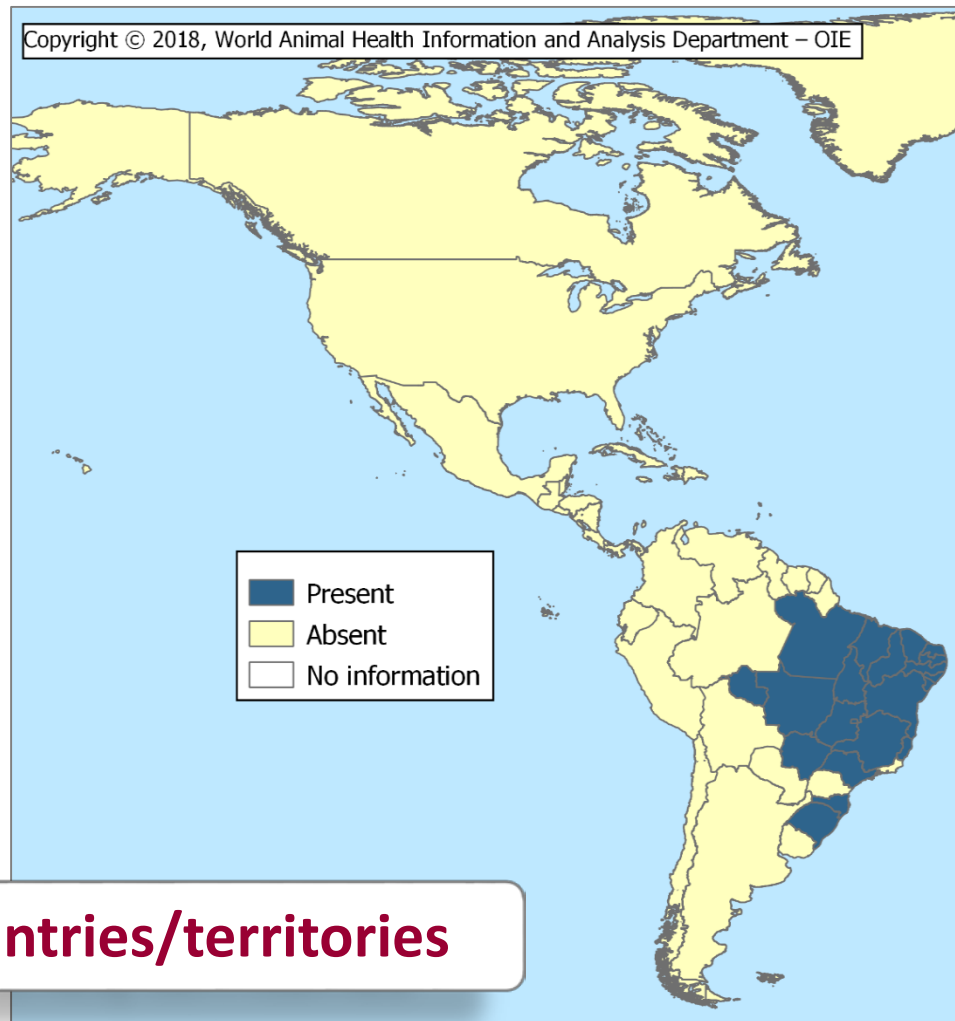 Copyright © 2018, World Animal Health Information and Analysis Department – OIE
Present
Absent
No information
ntries/territories